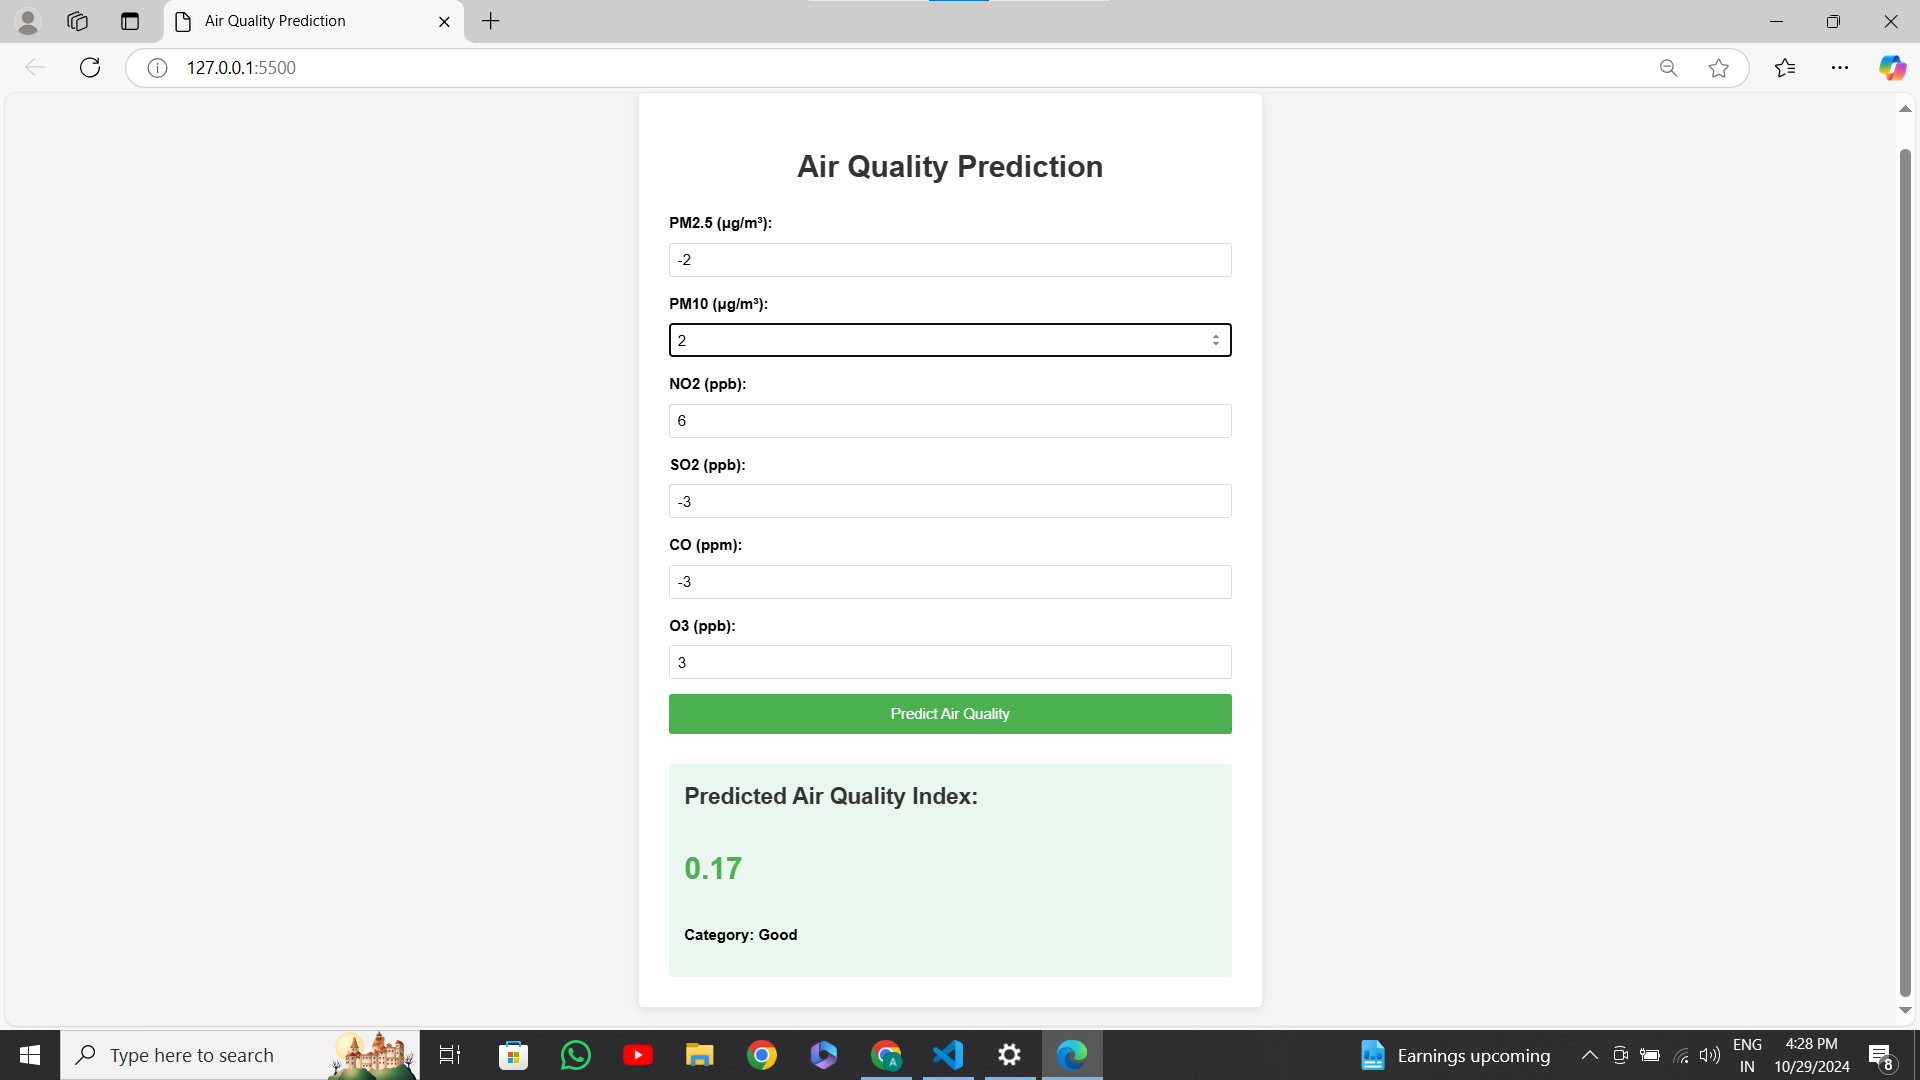 Air Quality Prediction
127.0.0.1:5500
Air Quality Prediction
PM2.5 (µg/m³):
-2
PM10 (µg/m³):
2
NO2 (ppb):
6
SO2 (ppb):
-3
CO (ppm):
-3
O3 (ppb):
3
Predict Air Quality
Predicted Air Quality Index:
0.17
Category: Good
Type here to search
A
Earnings upcoming
ENG
IN
4:28 PM
10/29/2024
8